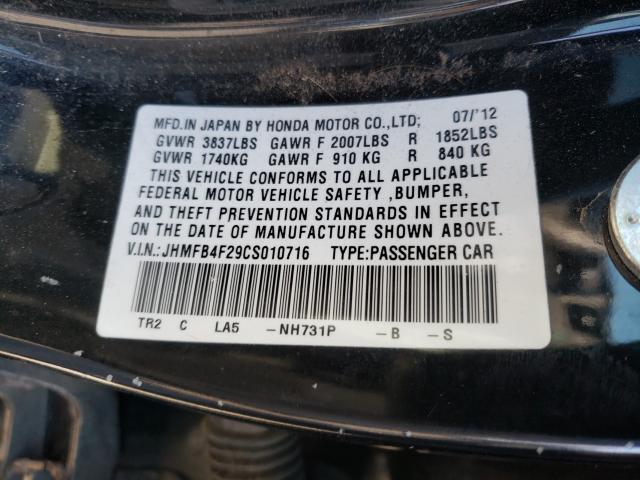 MFD.IN JAPAN BY HONDA MOTOR CO.,LTD; 07/'12
GVWR 3837LBS GAWR F 2007LBS R 1852LBS
GVWR 1740KG GAWR F 910 KG R 840 KG
THIS VEHICLE CONFORMS TO ALL APPLICABLE
FEDERAL MOTOR VEHICLE SAFETY ,BUMPER,
AND THEFT PREVENTION STANDARDS IN EFFECT
ON THE DATE OF MANUFACTURE SHOWN ABOVE.
V.I.N.:JHMFB4F29CS010716 TYPE:PASSENGER CAR
TR2 C LA5 -NH731P -B -S